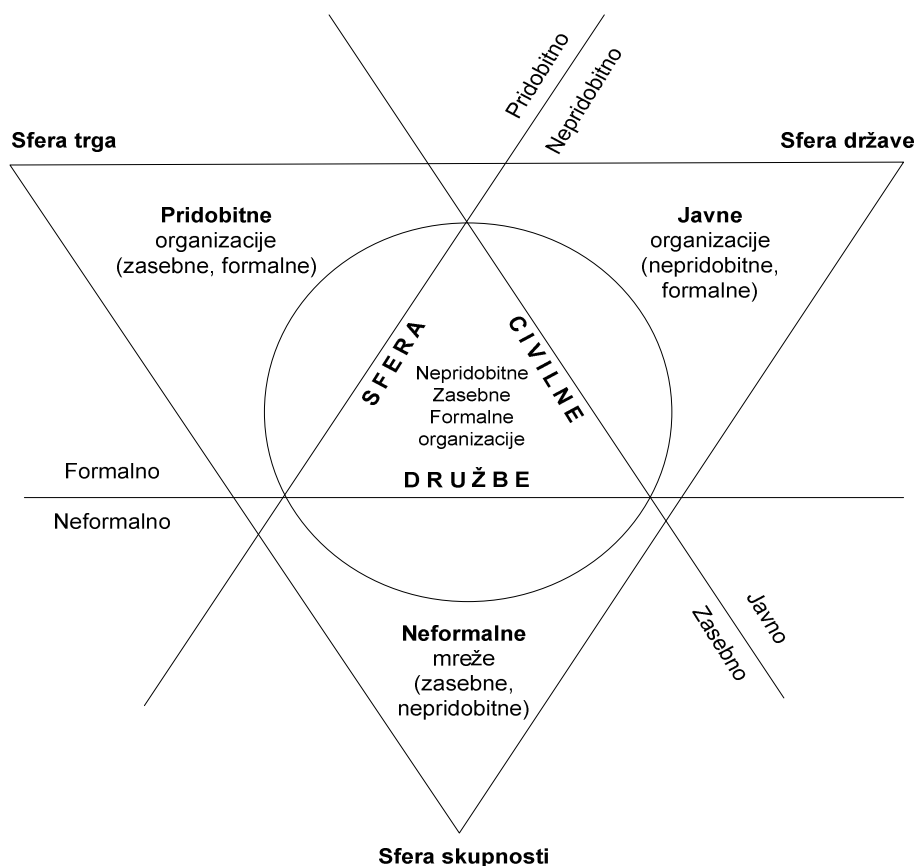 Pridobitno
Nepridobitno
Sfera trga
Sfera države
Pridobitne
organizacije
(zasebne, formalne)
Javne
organizacije
(nepridobitne,
formalne)
SFERA
CIVILNE
Nepridobitne
Zasebne
Formalne
organizacije
DRUŽBE
Formalno
Neformalno
Javno
Zasebno
Neformalne
mreže
(zasebne,
nepridobitne)
Sfera skupnosti